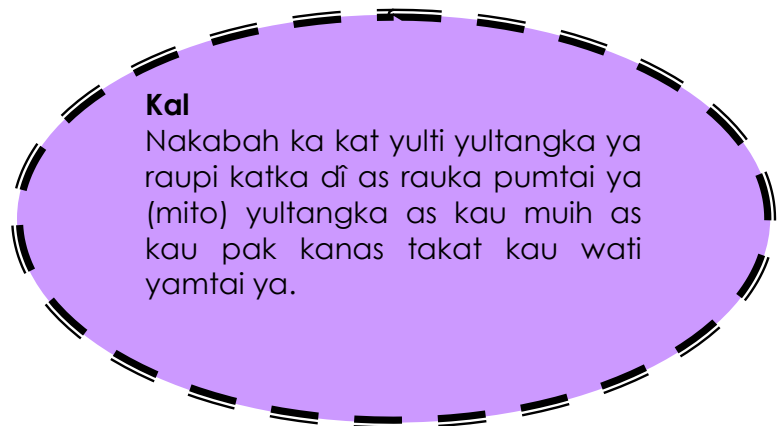 Kal
Nakabah ka kat yulti yultangka ya
raupi katka dî as rauka pumtai ya
(mito) yultangka as kau muih as
kau pak kanas takat kau wati
yamtai ya.